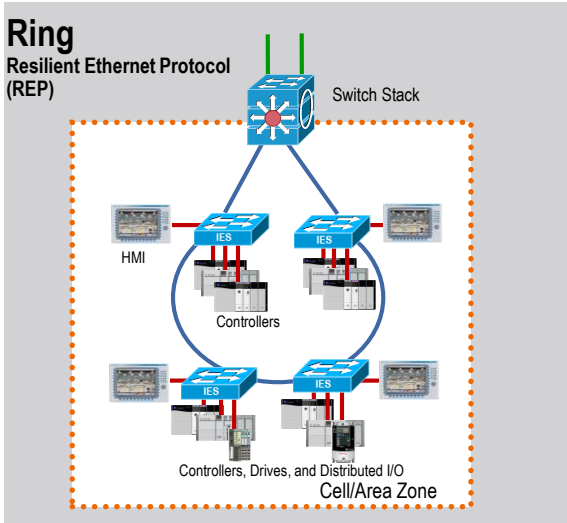 Ring
Resilient Ethernet Protocol
(REP)
Switch Stack
IES
IES
HMI
Controllers
IES
IES
Controllers, Drives, and Distributed I/O
Cell/Area Zone